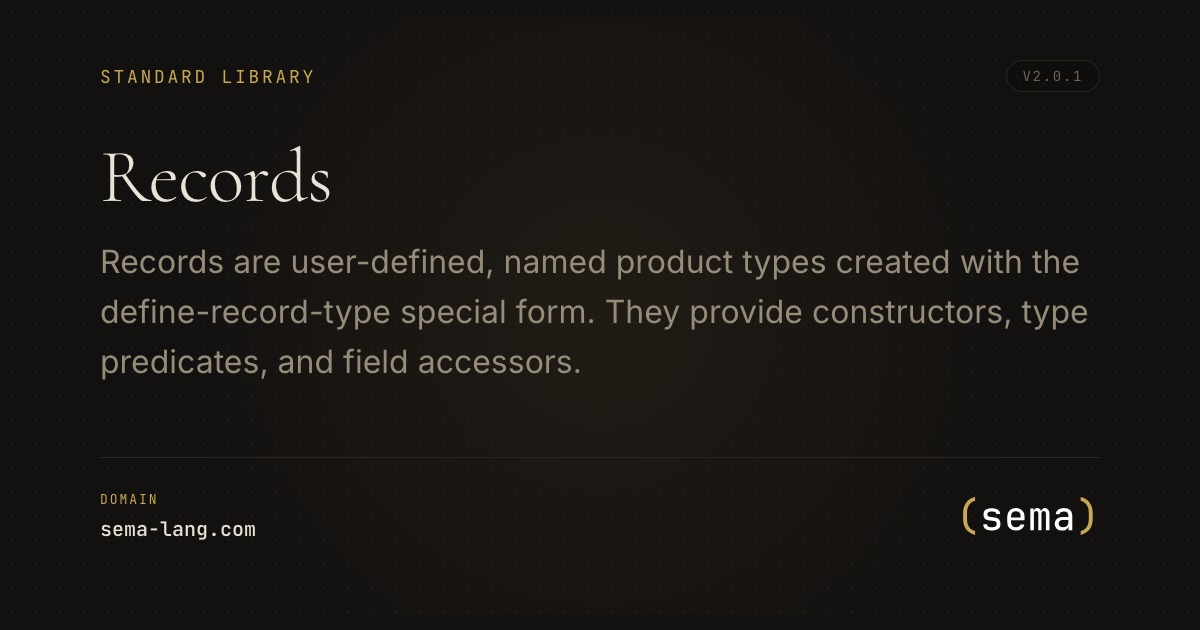 STANDARD LIBRARY
V2.0.1
Records
Records are user-defined, named product types created with the
define-record-type special form. They provide constructors, type
predicates, and field accessors.
DOMAIN
sema-lang.com
(sema)